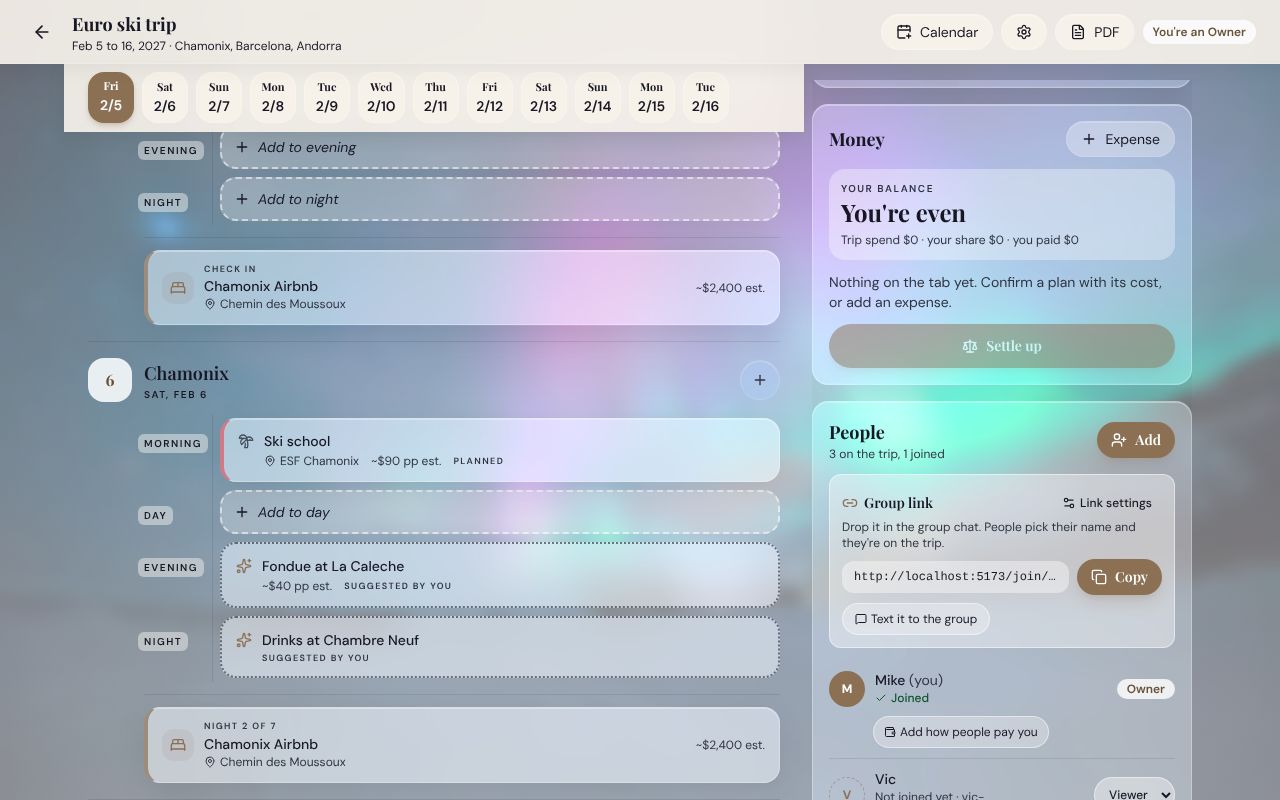 Euro ski trip
Feb 5 to 16, 2027 · Chamonix, Barcelona, Andorra
Calendar
PDF
You're an Owner
Fri 2/5
Sat 2/6
Sun 2/7
Mon 2/8
Tue 2/9
Wed 2/10
Thu 2/11
Fri 2/12
Sat 2/13
Sun 2/14
Mon 2/15
Tue 2/16
EVENING
+ Add to evening
NIGHT
+ Add to night
CHECK IN
Chamonix Airbnb
Chemin des Moussoux
~$2,400 est.
6
Chamonix
SAT, FEB 6
+
MORNING
Ski school
ESF Chamonix ~$90 pp est. PLANNED
DAY
+ Add to day
EVENING
Fondue at La Caleche
~$40 pp est. SUGGESTED BY YOU
NIGHT
Drinks at Chambre Neuf
SUGGESTED BY YOU
NIGHT 2 OF 7
Chamonix Airbnb
Chemin des Moussoux
~$2,400 est.
Money
+ Expense
YOUR BALANCE
You're even
Trip spend $0 · your share $0 · you paid $0
Nothing on the tab yet. Confirm a plan with its cost,
or add an expense.
Settle up
People
3 on the trip, 1 joined
Add
Group link
Link settings
Drop it in the group chat. People pick their name and
they're on the trip.
http://localhost:5173/join/…
Copy
Text it to the group
M
Mike (you)
Joined
Owner
Add how people pay you
V
Vic
Not joined yet · vic-
Viewer